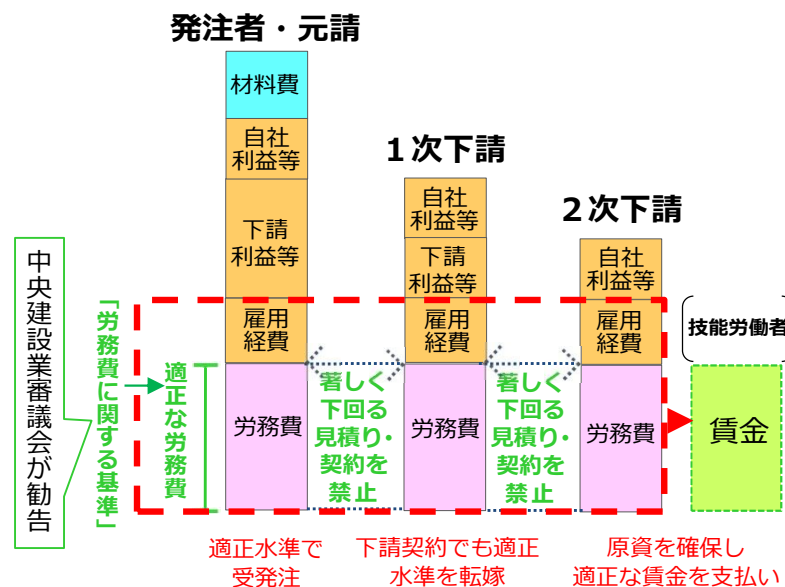 発注者・元請
材料費
自社
利益等
下請
利益等
雇用
経費
労務費
１次下請
自社
利益等
下請
利益等
雇用
経費
労務費
２次下請
自社
利益等
雇用
経費
労務費
中央建設業審議会が勧告
「労務費に関する基準」
適正な労務費
著しく
下回る
見積り・
契約を
禁止
著しく
下回る
見積り・
契約を
禁止
技能労働者
賃金
適正水準で
受発注
下請契約でも適正
水準を転嫁
原資を確保し
適正な賃金を支払い